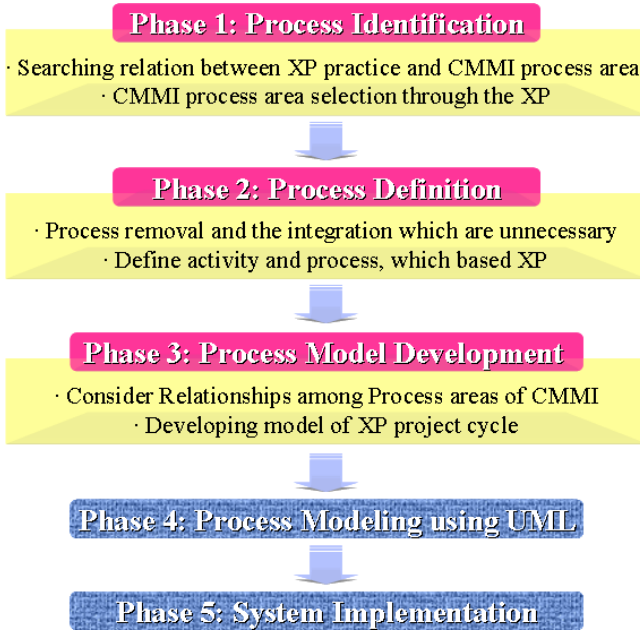 Phase 1: Process Identification
· Searching relation between XP practice and CMMI process area
· CMMI process area selection through the XP
Phase 2: Process Definition
· Process removal and the integration which are unnecessary
· Define activity and process, which based XP
Phase 3: Process Model Development
· Consider Relationships among Process areas of CMMI
· Developing model of XP project cycle
Phase 4: Process Modeling using UML
Phase 5: System Implementation